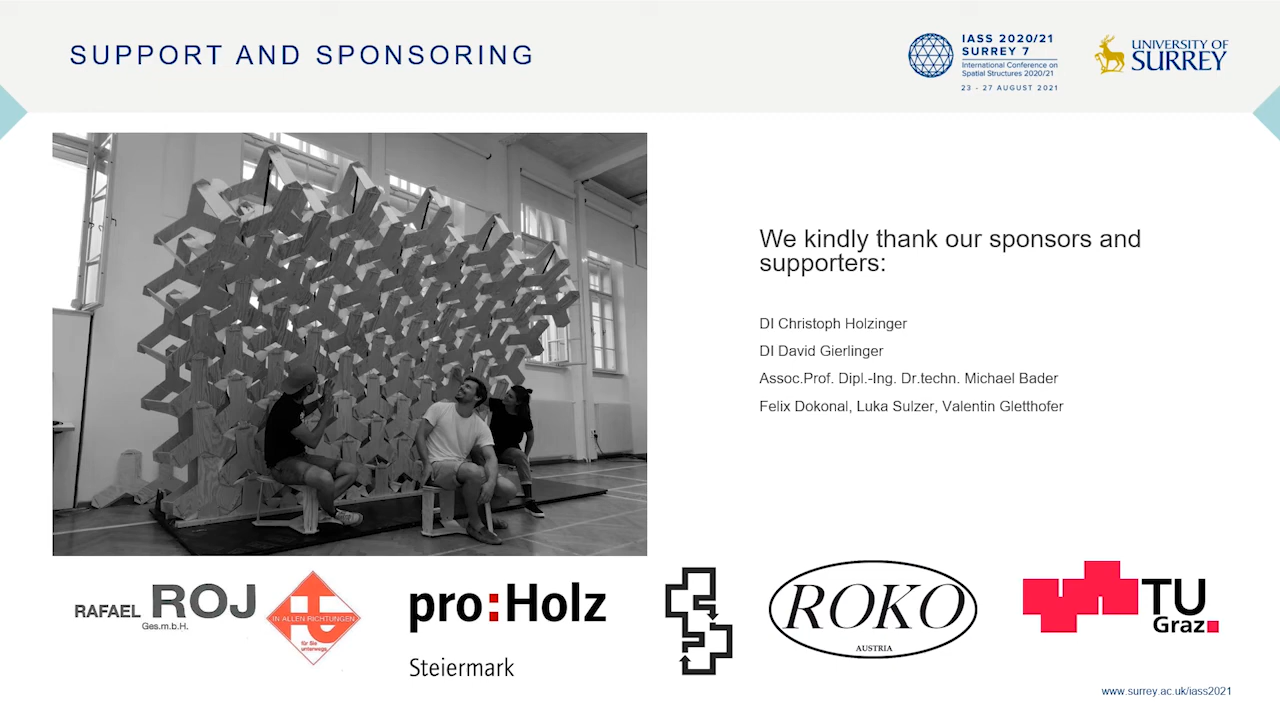 SUPPORT AND SPONSORING
IASS 2020/21
SURREY 7
International Conference on
Spatial Structures 2020/21
23 - 27 AUGUST 2021
UNIVERSITY OF
SURREY
We kindly thank our sponsors and
supporters:
DI Christoph Holzinger
DI David Gierlinger
Assoc.Prof. Dipl.-Ing. Dr.techn. Michael Bader
Felix Dokonal, Luka Sulzer, Valentin Gletthofer
RAFAEL ROJ
Ges.m.b.H.
IN ALLEN RICHTUNGEN
für Sie
unterwegs
pro:Holz
Steiermark
ROKO
AUSTRIA
TU
Graz
www.surrey.ac.uk/iass2021